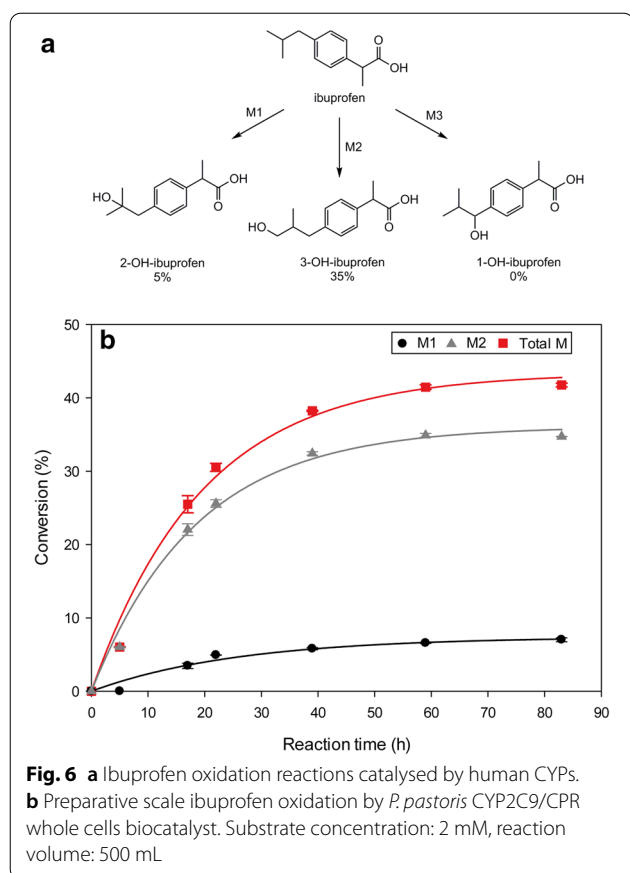 a
O
OH
ibuprofen
M1
M2
M3
HO
O
OH
2-OH-ibuprofen
5%
HO
O
OH
3-OH-ibuprofen
35%
OH
O
OH
1-OH-ibuprofen
0%
b
M1 M2 Total M
50
40
30
20
10
0
Conversion (%)
0 10 20 30 40 50 60 70 80 90
Reaction time (h)
Fig. 6 a Ibuprofen oxidation reactions catalysed by human CYPs.
b Preparative scale ibuprofen oxidation by P. pastoris CYP2C9/CPR
whole cells biocatalyst. Substrate concentration: 2 mM, reaction
volume: 500 mL